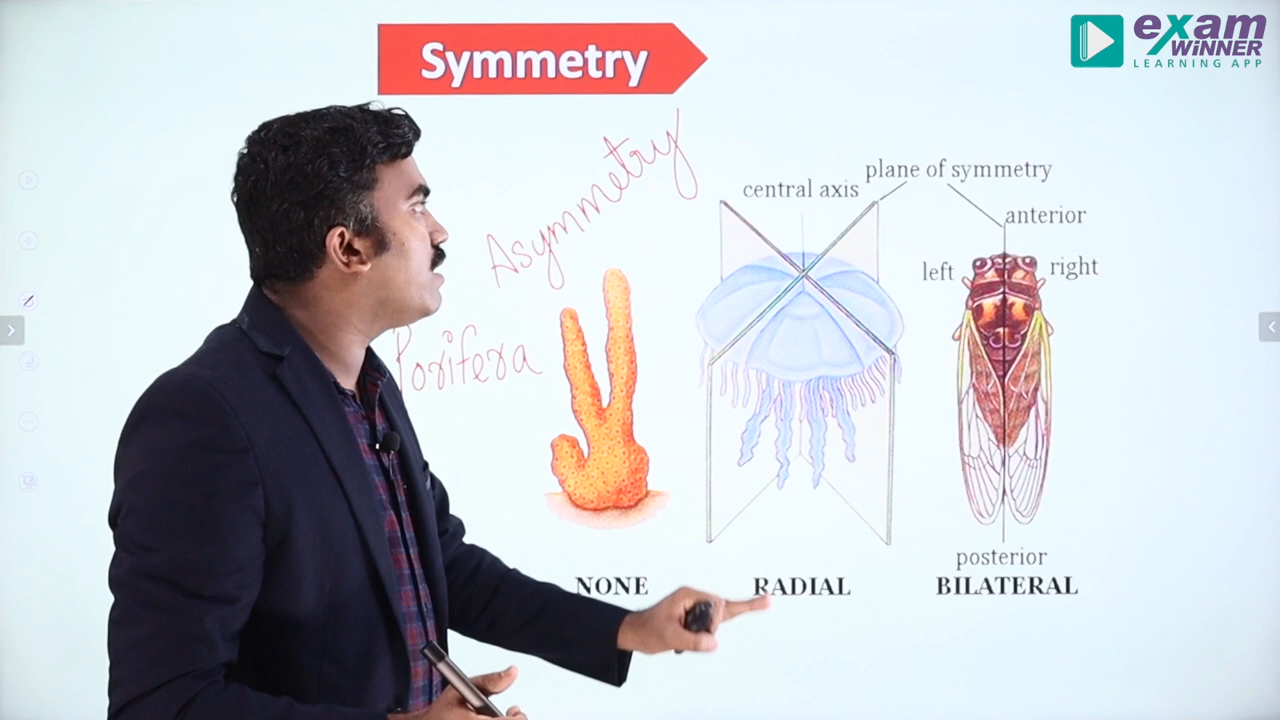 Symmetry
exam
WINNER
LEARNING APP
Asymmetry
Porifera
plane of symmetry
central axis
anterior
left
right
posterior
NONE
RADIAL
BILATERAL